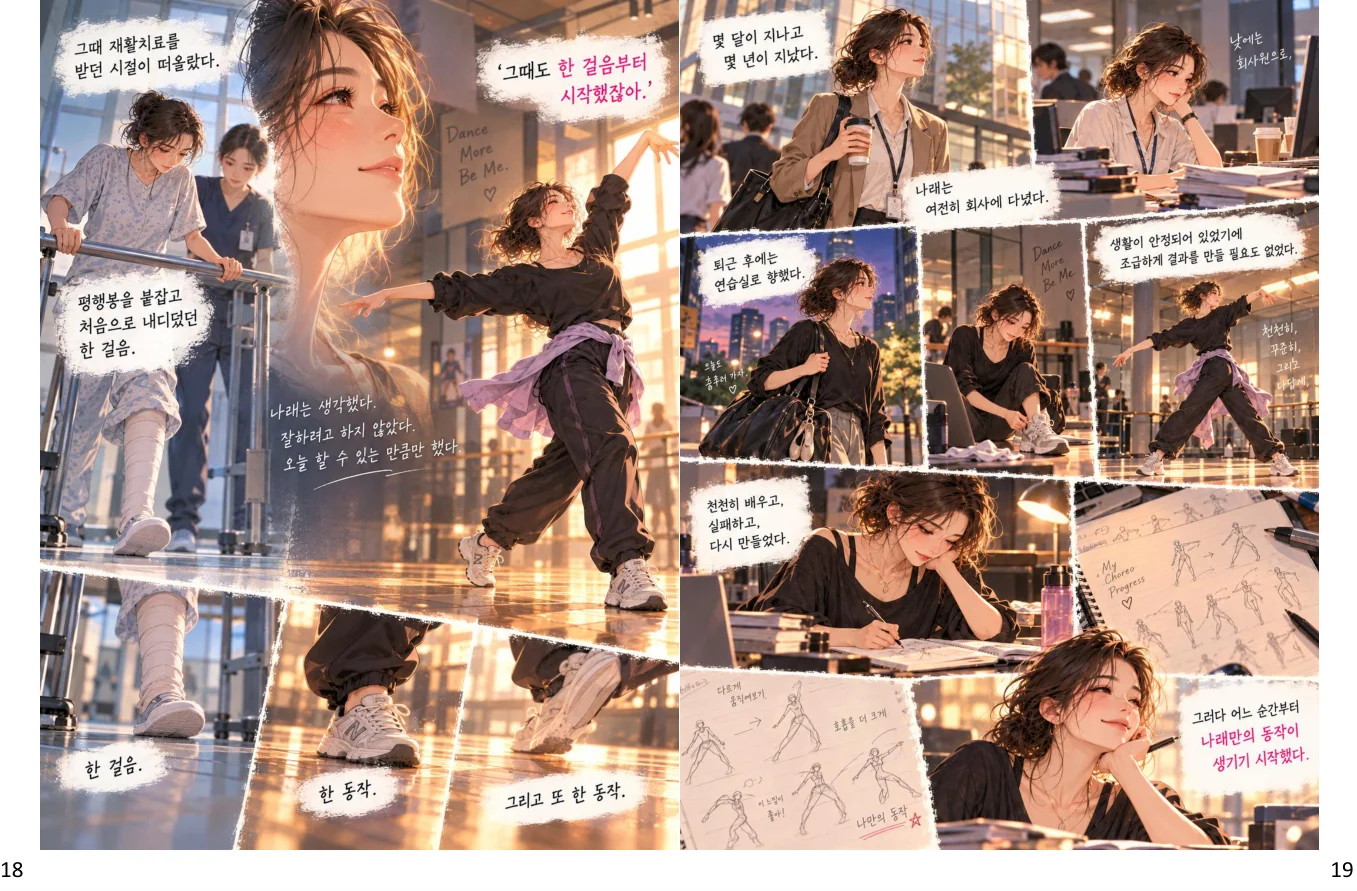 그때 재활치료를
받던 시절이 떠올랐다.
‘그때도 한 걸음부터
시작했잖아.’
Dance
More
Be Me.
♡
평행봉을 붙잡고
처음으로 내디뎠던
한 걸음.
나래는 생각했다.
잘하려고 하지 않았다.
오늘 할 수 있는 만큼만 했다.
한 걸음.
한 동작.
그리고 또 한 동작.
18
몇 달이 지나고
몇 년이 지났다.
낮에는
회사원으로,
나래는
여전히 회사에 다녔다.
퇴근 후에는
연습실로 향했다.
오늘도
춤추러 가자,
♡
Dance
More
Be Me
♡
생활이 안정되어 있었기에
조급하게 결과를 만들 필요도 없었다.
천천히,
꾸준히,
그리고
나답게,
천천히 배우고,
실패하고,
다시 만들었다.
My
Choreo
Progress
♡
다르게
움직여보기
호흡을 더 크게
이 느낌이
좋아!
나만의 동작
그러다 어느 순간부터
나래만의 동작이
생기기 시작했다.
19